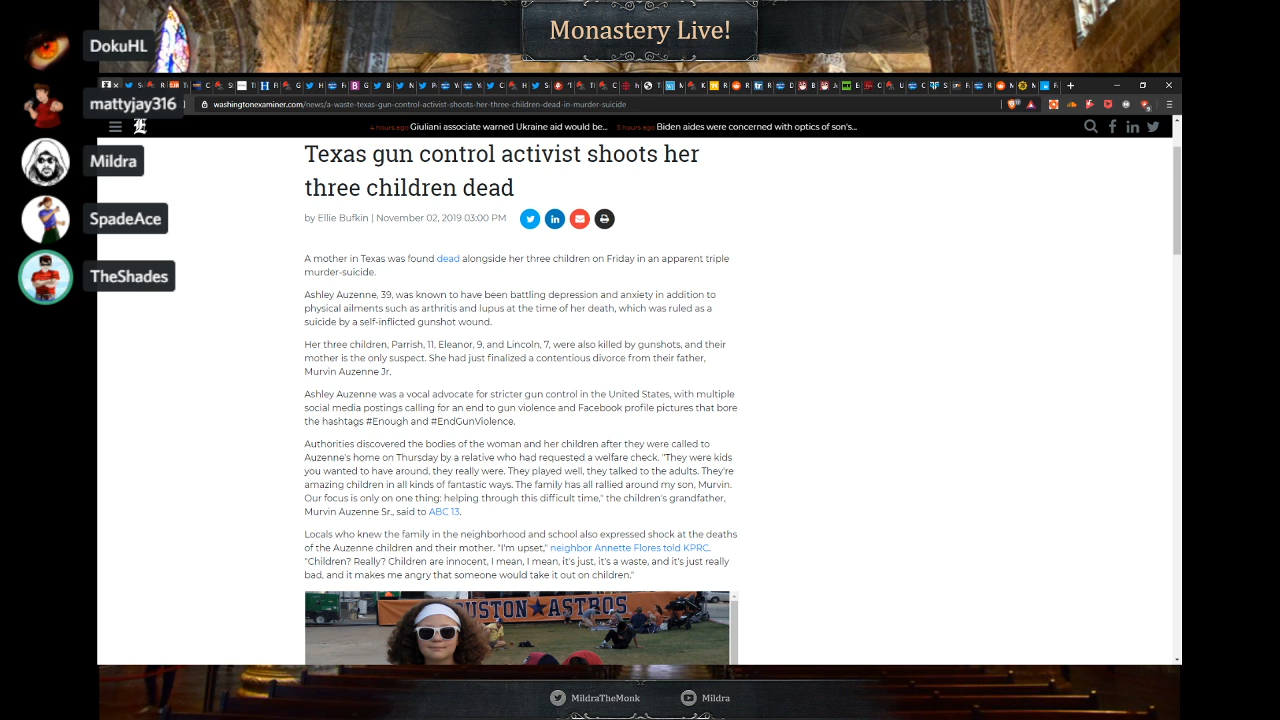 Monastery Live!
DokuHL
mattyjay316
Mildra
SpadeAce
TheShades
washingtonexaminer.com/news/a-waste-texas-gun-control-activist-shoots-her-three-children-dead-in-murder-suicide
4 hours ago Giuliani associate warned Ukraine aid would be... 5 hours ago Biden aides were concerned with optics of son's...
Texas gun control activist shoots her
three children dead
by Ellie Bufkin | November 02, 2019 03:00 PM
A mother in Texas was found dead alongside her three children on Friday in an apparent triple
murder-suicide.
Ashley Auzenne, 39, was known to have been battling depression and anxiety in addition to
physical ailments such as arthritis and lupus at the time of her death, which was ruled as a
suicide by a self-inflicted gunshot wound.
Her three children, Parrish, 11, Eleanor, 9, and Lincoln, 7, were also killed by gunshots, and their
mother is the only suspect. She had just finalized a contentious divorce from their father,
Murvin Auzenne Jr.
Ashley Auzenne was a vocal advocate for stricter gun control in the United States, with multiple
social media postings calling for an end to gun violence and Facebook profile pictures that bore
the hashtags #Enough and #EndGunViolence.
Authorities discovered the bodies of the woman and her children after they were called to
Auzenne's home on Thursday by a relative who had requested a welfare check. "They were kids
you wanted to have around, they really were. They played well, they talked to the adults. They're
amazing children in all kinds of fantastic ways. The family has all rallied around my son, Murvin.
Our focus is only on one thing: helping through this difficult time," the children's grandfather,
Murvin Auzenne Sr., said to ABC 13.
Locals who knew the family in the neighborhood and school also expressed shock at the deaths
of the Auzenne children and their mother. "I'm upset," neighbor Annette Flores told KPRC.
"Children? Really? Children are innocent, I mean, I mean, it's just, it's a waste, and it's just really
bad, and it makes me angry that someone would take it out on children."
USTON★ASTROS
MildraTheMonk
Mildra